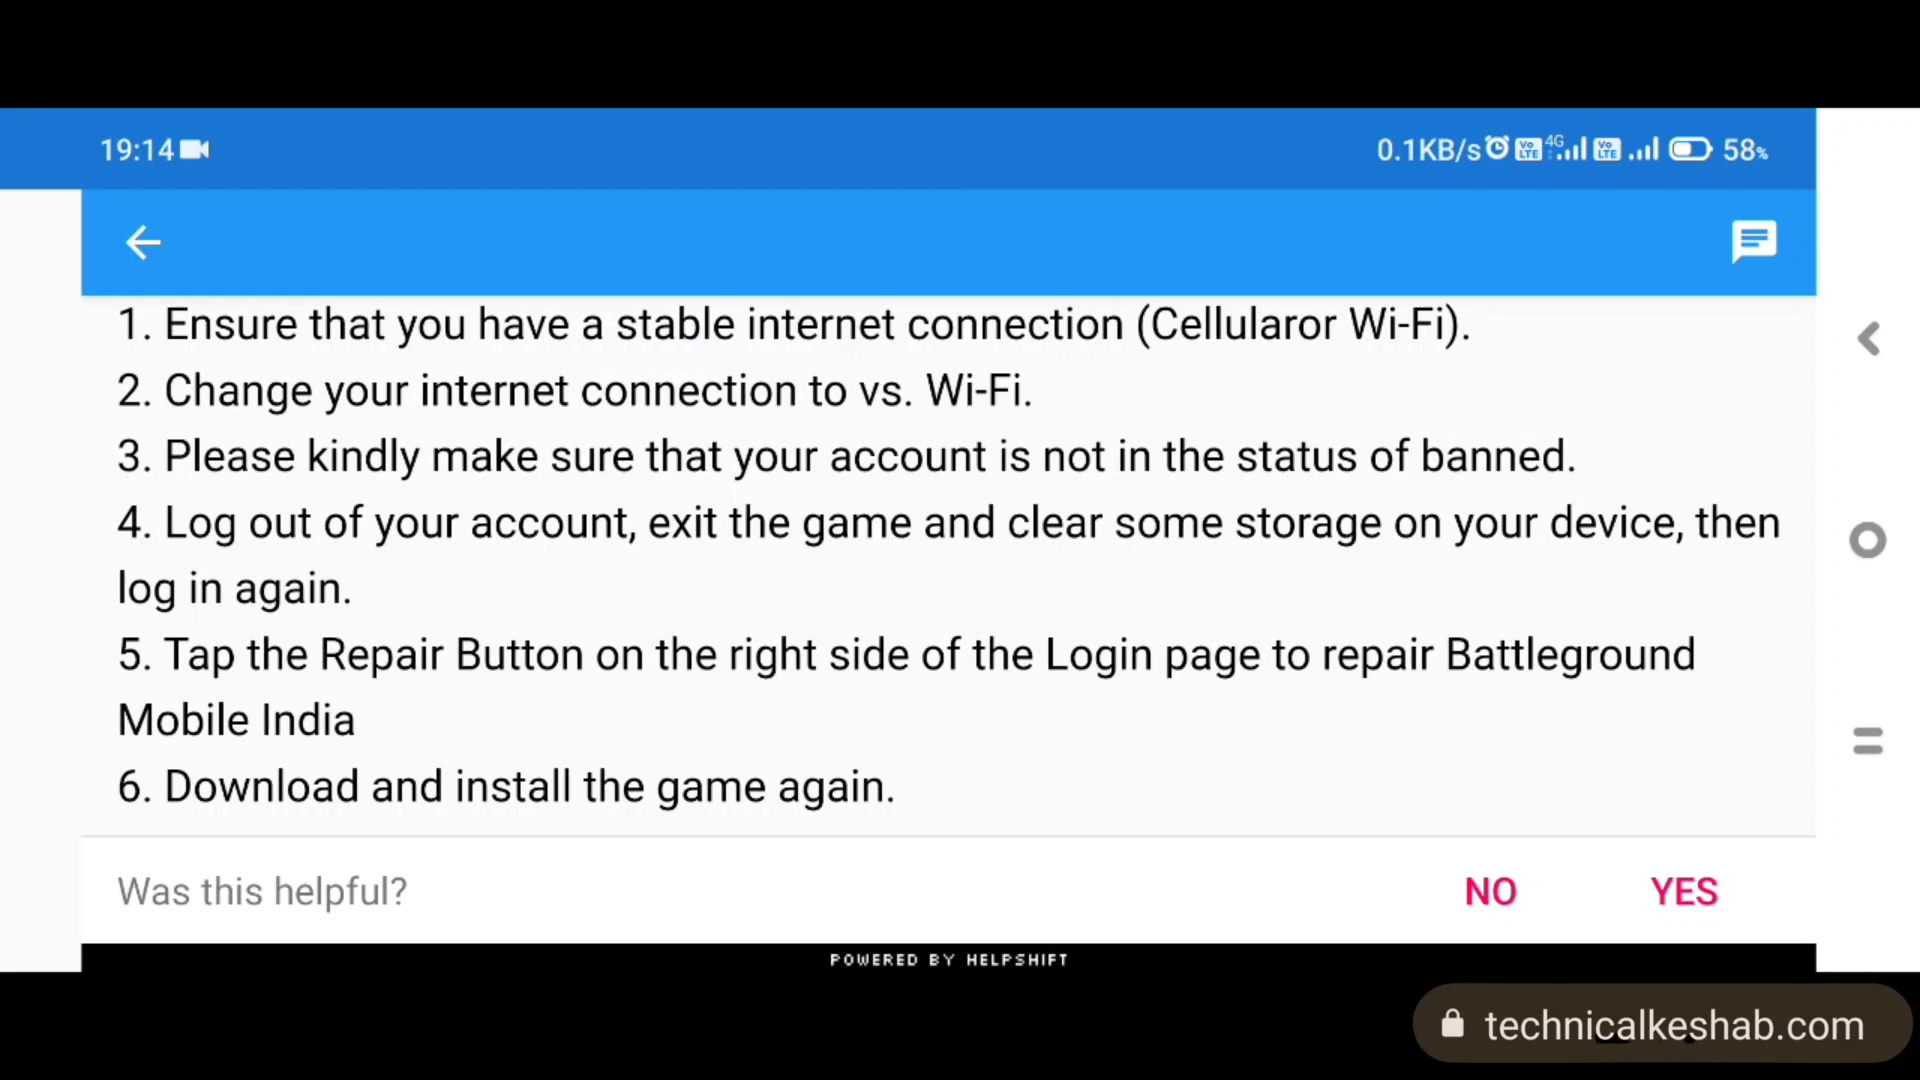 19:14
0.1KB/s Vo LTE 4G Vo LTE 58%
1. Ensure that you have a stable internet connection (Cellularor Wi-Fi).
2. Change your internet connection to vs. Wi-Fi.
3. Please kindly make sure that your account is not in the status of banned.
4. Log out of your account, exit the game and clear some storage on your device, then
log in again.
5. Tap the Repair Button on the right side of the Login page to repair Battleground
Mobile India
6. Download and install the game again.
Was this helpful?
NO
YES
POWERED BY HELPSHIFT
technicalkeshab.com